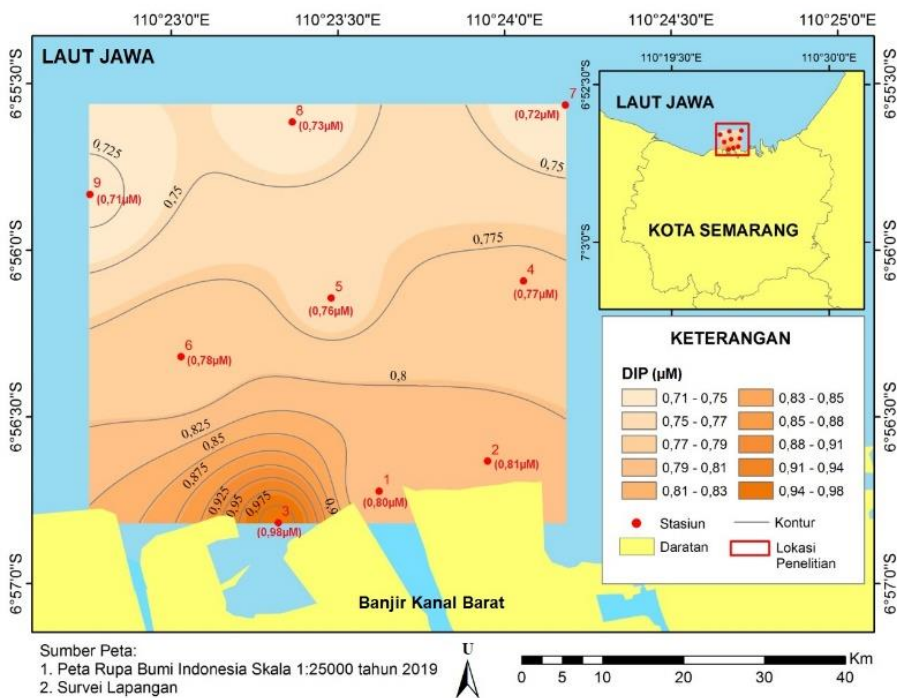 110°23'0"E 110°23'30"E 110°24'0"E 110°24'30"E 110°25'0"E
LAUT JAWA
6°55'30"S
6°56'0"S
6°56'30"S
6°57'0"S
8
(0,73µM)
7
(0,72µM)
0,725
9
(0,71µM)
0,75
0,75
0,775
4
(0,77µM)
5
(0,76µM)
6
(0,78µM)
0,8
0,825
0,85
0,875
0,925
0,95
0,975
0,9
2
(0,81µM)
1
(0,80µM)
3
(0,98µM)
Banjir Kanal Barat
110°19'30"E 110°30'0"E
6°52'30"S
7°3'0"S
LAUT JAWA
KOTA SEMARANG
KETERANGAN
DIP (µM)
0,71 - 0,75 0,83 - 0,85
0,75 - 0,77 0,85 - 0,88
0,77 - 0,79 0,88 - 0,91
0,79 - 0,81 0,91 - 0,94
0,81 - 0,83 0,94 - 0,98
Stasiun Kontur
Daratan Lokasi
Penelitian
6°55'30"S
6°56'0"S
6°56'30"S
6°57'0"S
Sumber Peta:
1. Peta Rupa Bumi Indonesia Skala 1:25000 tahun 2019
2. Survei Lapangan
U
Km
0 5 10 20 30 40